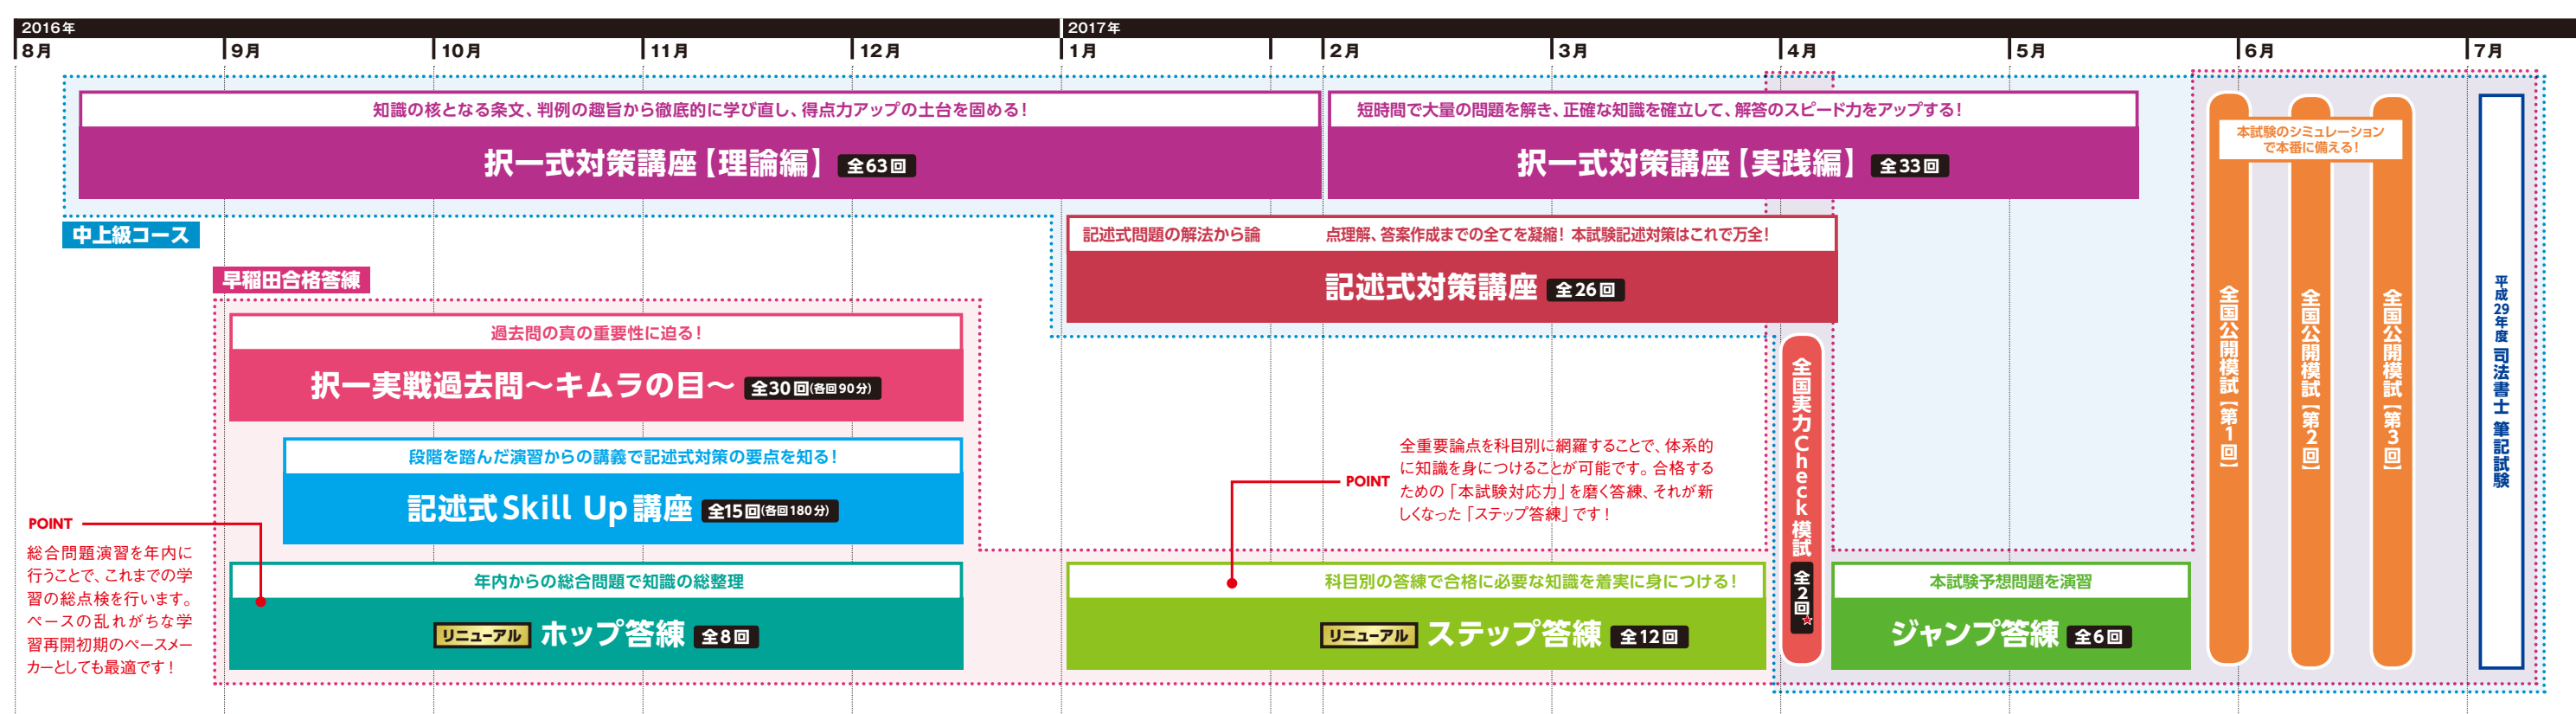 2016年
2017年
8月
9月
10月
11月
12月
1月
2月
3月
4月
5月
6月
7月
知識の核となる条文、判例の趣旨から徹底的に学び直し、得点力アップの土台を固める！
択一式対策講座【理論編】 全63回
短時間で大量の問題を解き、正確な知識を確立して、解答のスピード力をアップする！
択一式対策講座【実践編】 全33回
中上級コース
記述式問題の解法から論 点理解、答案作成までの全てを凝縮！ 本試験記述対策はこれで万全！
記述式対策講座 全26回
早稲田合格答練
過去問の真の重要性に迫る！
択一実戦過去問〜キムラの目〜 全30回(各回90分)
段階を踏んだ演習からの講義で記述式対策の要点を知る！
記述式Skill Up講座 全15回(各回180分)
POINT
総合問題演習を年内に
行うことで、これまでの学
習の総点検を行います。
ペースの乱れがちな学
習再開初期のペースメー
カーとしても最適です！
年内からの総合問題で知識の総整理
リニューアル ホップ答練 全8回
POINT
全重要論点を科目別に網羅することで、体系的
に知識を身につけることが可能です。合格する
ための「本試験対応力」を磨く答練、それが新
しくなった「ステップ答練」です！
科目別の答練で合格に必要な知識を着実に身につける！
リニューアル ステップ答練 全12回
全国実力Check模試 全2回★
本試験予想問題を演習
ジャンプ答練 全6回
本試験のシミュレーション
で本番に備える！
全国公開模試【第1回】
全国公開模試【第2回】
全国公開模試【第3回】
平成29年度 司法書士 筆記試験